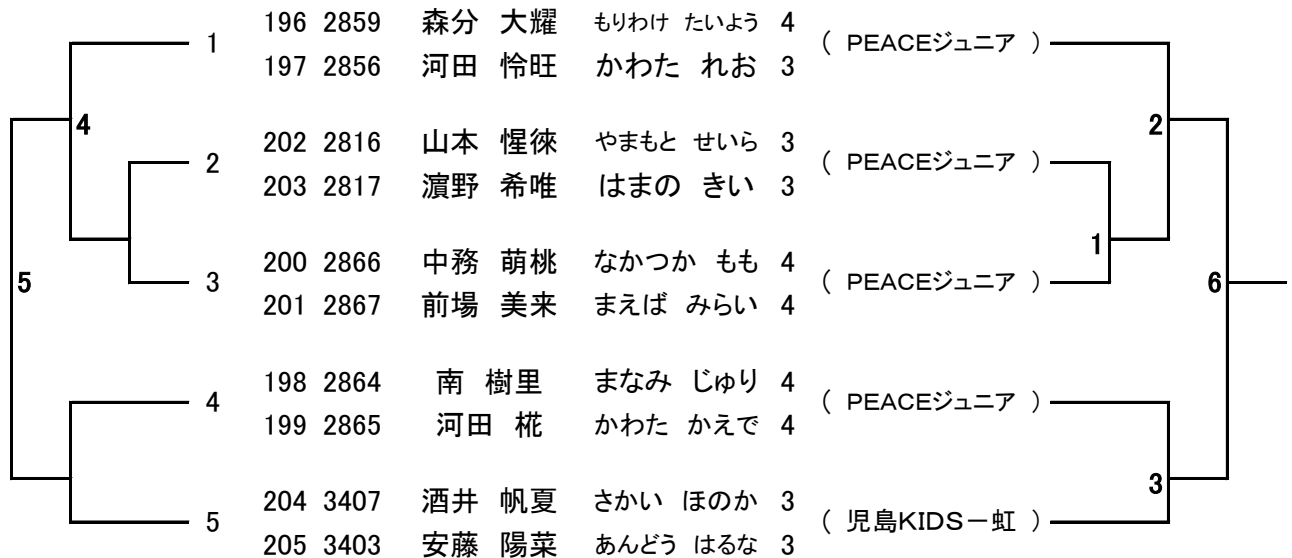 196 2859 森分 大耀 もりわけ たいよう 4
1 ( PEACEジュニア )
197 2856 河田 怜旺 かわた れお 3
4 2
202 2816 山本 惺徠 やまもと せいら 3
2 ( PEACEジュニア )
203 2817 濵野 希唯 はまの きい 3
1
200 2866 中務 萌桃 なかつか もも 4
5 3 ( PEACEジュニア ) 6
201 2867 前場 美来 まえば みらい 4
198 2864 南 樹里 まなみ じゅり 4
4 ( PEACEジュニア )
199 2865 河田 椛 かわた かえで 4
3
204 3407 酒井 帆夏 さかい ほのか 3
5 ( 児島KIDS－虹 )
205 3403 安藤 陽菜 あんどう はるな 3